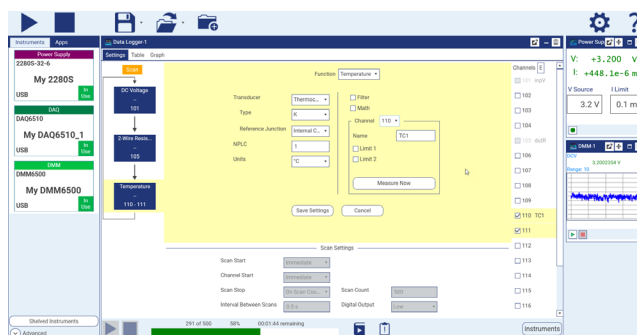 Instruments Apps
Power Supply
2280S-32-6
My 2280S
USB
In Use
DAQ
DAQ6510
My DAQ6510_1
USB
In Use
DMM
DMM6500
My DMM6500
USB
In Use
Shelved Instruments
Advanced
Data Logger-1
Settings Table Graph
Scan
DC Voltage
--
101
2-Wire Resis...
--
105
Temperature
--
110 - 111
Function Temperature
Transducer Thermoc...
Type K
Reference Junction Internal C...
NPLC 1
Units °C
Filter
Math
Channel 110
Name TC1
Limit 1
Limit 2
Measure Now
Save Settings Cancel
Scan Settings
Scan Start Immediate
Channel Start Immediate
Scan Stop On Scan Cou... Scan Count 500
Interval Between Scans 0.5 s Digital Output Low
291 of 500 58% 00:01:44 remaining
Channels E
101 inpV
102
103
104
106
107
108
109
110 TC1
111
112
113
114
115
116
Instruments
Power Sup
V: +3.200 V
I: +448.1e-6 m
V Source I Limit
3.2 V 0.1 m
DMM-1
DCV
3.2002334 V
Range: 10